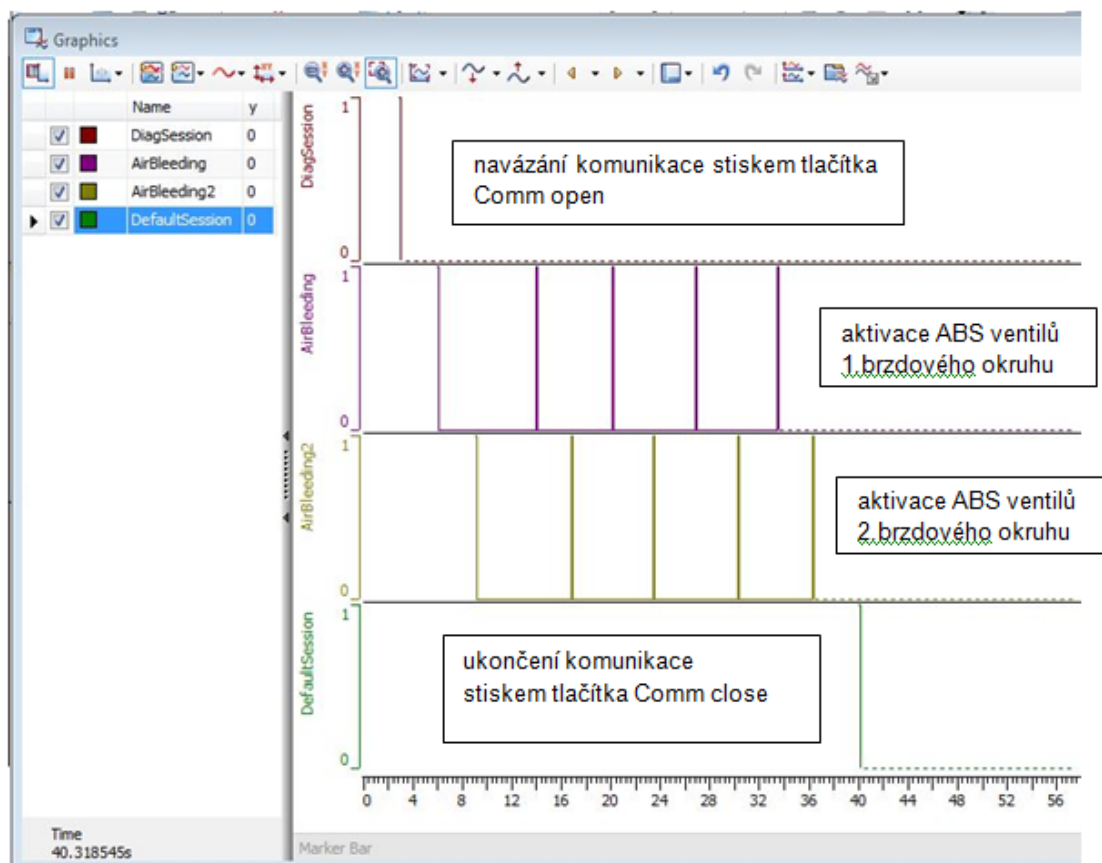 Graphics
Name y
DiagSession 0
AirBleeding 0
AirBleeding2 0
DefaultSession 0
DiagSession
1
0
navázání komunikace stiskem tlačítka
Comm open
AirBleeding
1
0
aktivace ABS ventilů
1.brzdového okruhu
AirBleeding2
1
0
aktivace ABS ventilů
2.brzdového okruhu
DefaultSession
1
0
ukončení komunikace
stiskem tlačítka Comm close
0 4 8 12 16 20 24 28 32 36 40 44 48 52 56
Time
40.318545s
Marker Bar